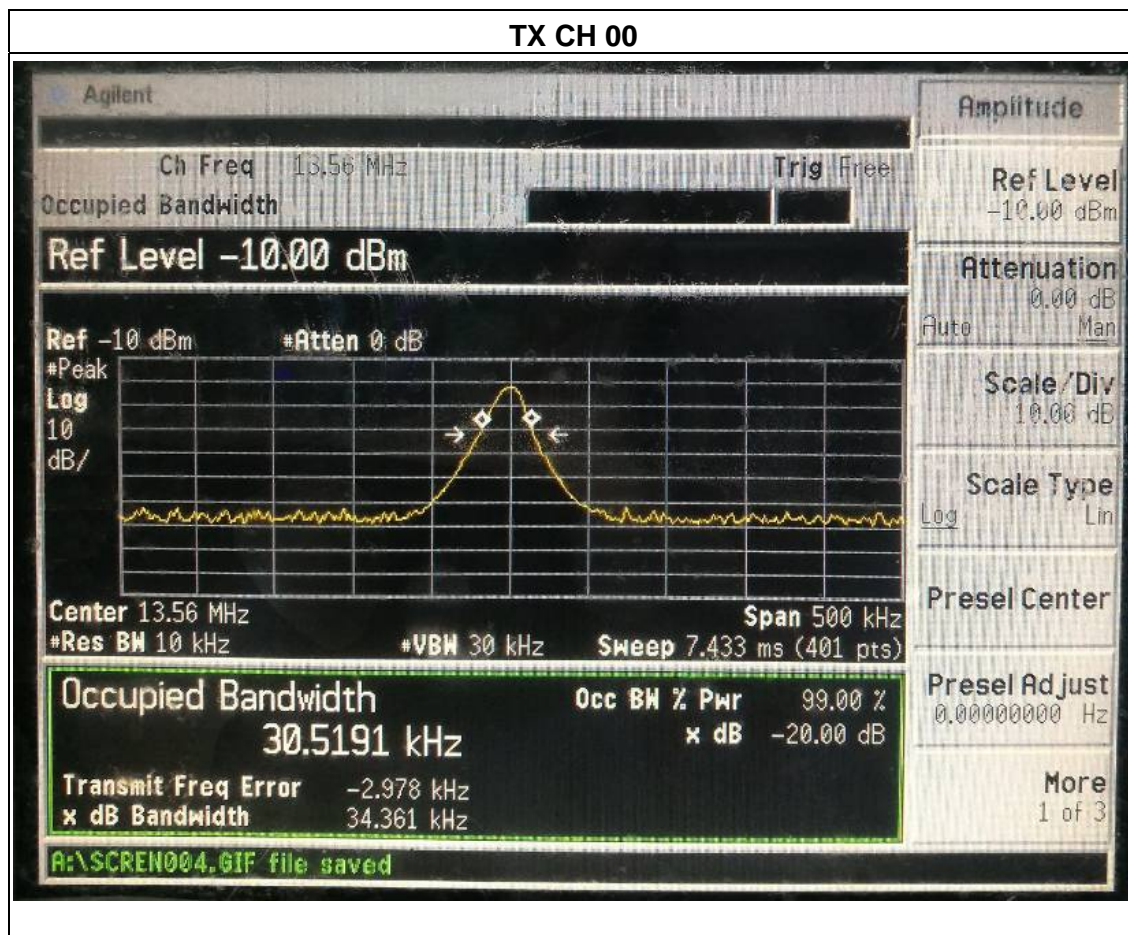 TX CH 00
Agilent
Ch Freq 13.56 MHz Trig Free
Occupied Bandwidth
Ref Level -10.00 dBm
Ref -10 dBm #Atten 0 dB
#Peak
Log
10
dB/
Center 13.56 MHz Span 500 kHz
#Res BW 10 kHz #VBW 30 kHz Sweep 7.433 ms (401 pts)
Occupied Bandwidth Occ BW % Pwr 99.00 %
30.5191 kHz x dB -20.00 dB
Transmit Freq Error -2.978 kHz
x dB Bandwidth 34.361 kHz
A:\SCREN004.GIF file saved
Amplitude
Ref Level
-10.00 dBm
Attenuation
0.00 dB
Auto Man
Scale/Div
10.00 dB
Scale Type
Log Lin
Presel Center
Presel Adjust
0.00000000 Hz
More
1 of 3